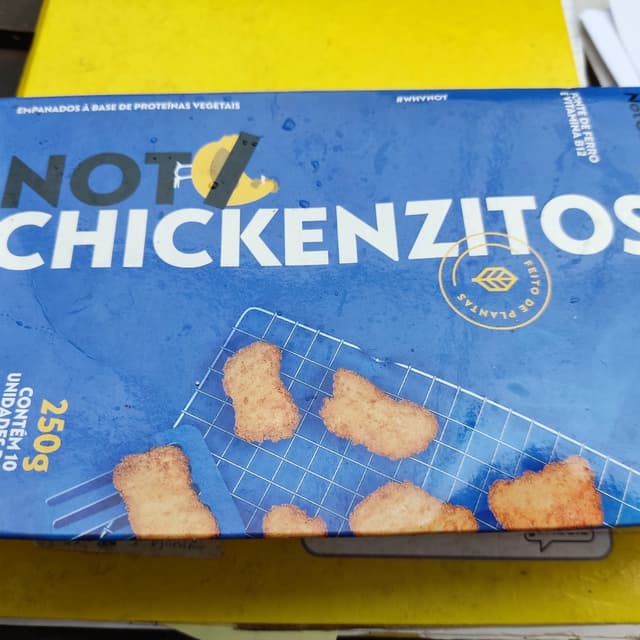 EMPANADOS À BASE DE PROTEÍNAS VEGETAIS
#WHYNOT
FONTE DE FERRO
E VITAMINA B12
NOT
CHICKENZITOS
FEITO DE PLANTAS
250g
CONTÉM 10
UNIDADES